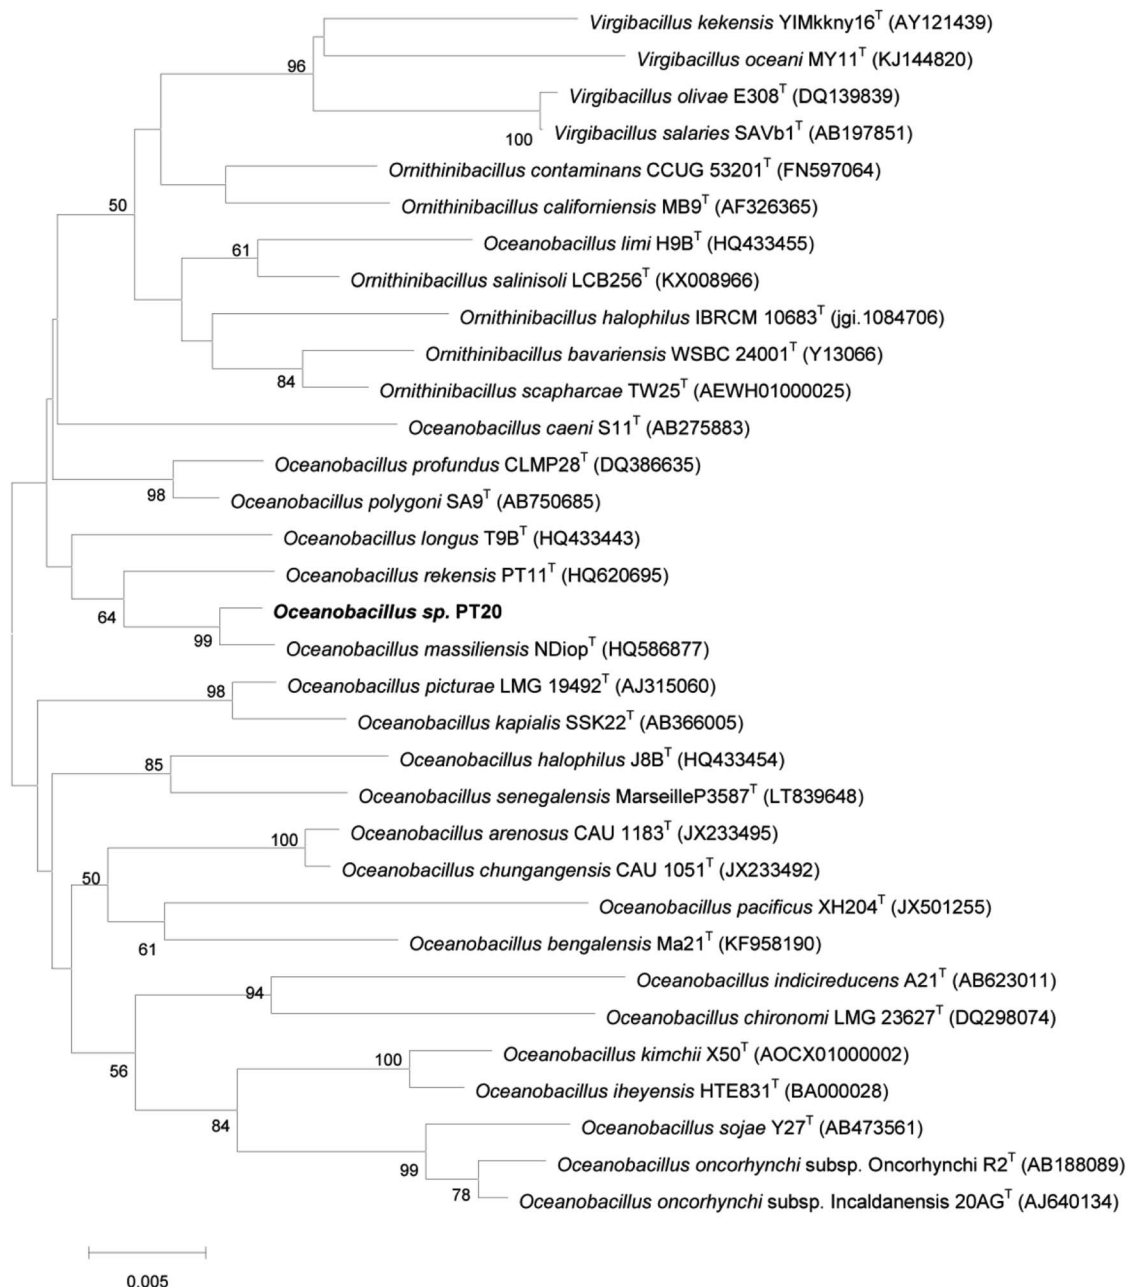 Virgibacillus kekensis YIMkkny16ᵀ (AY121439)
Virgibacillus oceani MY11ᵀ (KJ144820)
96
Virgibacillus olivae E308ᵀ (DQ139839)
Virgibacillus salaries SAVb1ᵀ (AB197851)
100
Ornithinibacillus contaminans CCUG 53201ᵀ (FN597064)
Ornithinibacillus californiensis MB9ᵀ (AF326365)
50
Oceanobacillus limi H9Bᵀ (HQ433455)
61
Ornithinibacillus salinisoli LCB256ᵀ (KX008966)
Ornithinibacillus halophilus IBRCM 10683ᵀ (jgi.1084706)
Ornithinibacillus bavariensis WSBC 24001ᵀ (Y13066)
84
Ornithinibacillus scapharcae TW25ᵀ (AEWH01000025)
Oceanobacillus caeni S11ᵀ (AB275883)
Oceanobacillus profundus CLMP28ᵀ (DQ386635)
98
Oceanobacillus polygoni SA9ᵀ (AB750685)
Oceanobacillus longus T9Bᵀ (HQ433443)
Oceanobacillus rekensis PT11ᵀ (HQ620695)
64
Oceanobacillus sp. PT20
99
Oceanobacillus massiliensis NDiopᵀ (HQ586877)
98
Oceanobacillus picturae LMG 19492ᵀ (AJ315060)
Oceanobacillus kapialis SSK22ᵀ (AB366005)
Oceanobacillus halophilus J8Bᵀ (HQ433454)
85
Oceanobacillus senegalensis MarseilleP3587ᵀ (LT839648)
Oceanobacillus arenosus CAU 1183ᵀ (JX233495)
100
Oceanobacillus chungangensis CAU 1051ᵀ (JX233492)
50
Oceanobacillus pacificus XH204ᵀ (JX501255)
61
Oceanobacillus bengalensis Ma21ᵀ (KF958190)
Oceanobacillus indicireducens A21ᵀ (AB623011)
94
Oceanobacillus chironomi LMG 23627ᵀ (DQ298074)
56
Oceanobacillus kimchii X50ᵀ (AOCX01000002)
100
Oceanobacillus iheyensis HTE831ᵀ (BA000028)
84
Oceanobacillus sojae Y27ᵀ (AB473561)
99
Oceanobacillus oncorhynchi subsp. Oncorhynchi R2ᵀ (AB188089)
78
Oceanobacillus oncorhynchi subsp. Incaldanensis 20AGᵀ (AJ640134)
0.005